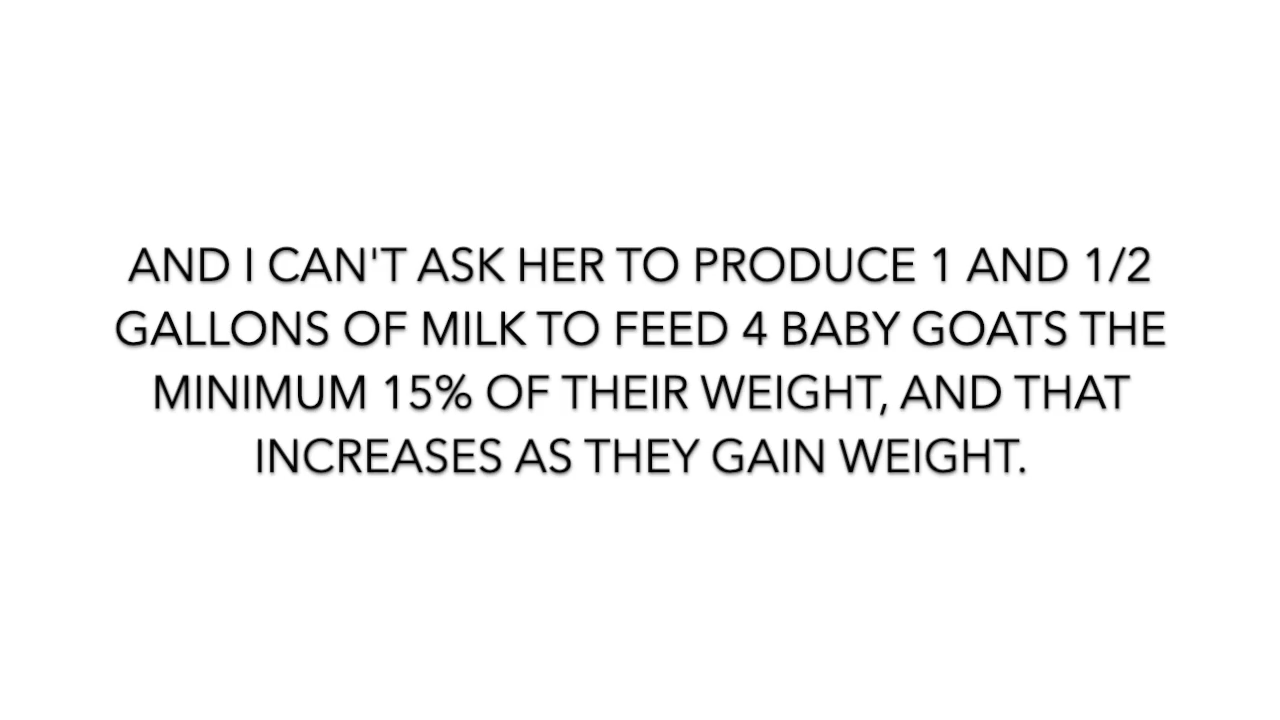 AND I CAN'T ASK HER TO PRODUCE 1 AND 1/2
GALLONS OF MILK TO FEED 4 BABY GOATS THE
MINIMUM 15% OF THEIR WEIGHT, AND THAT
INCREASES AS THEY GAIN WEIGHT.